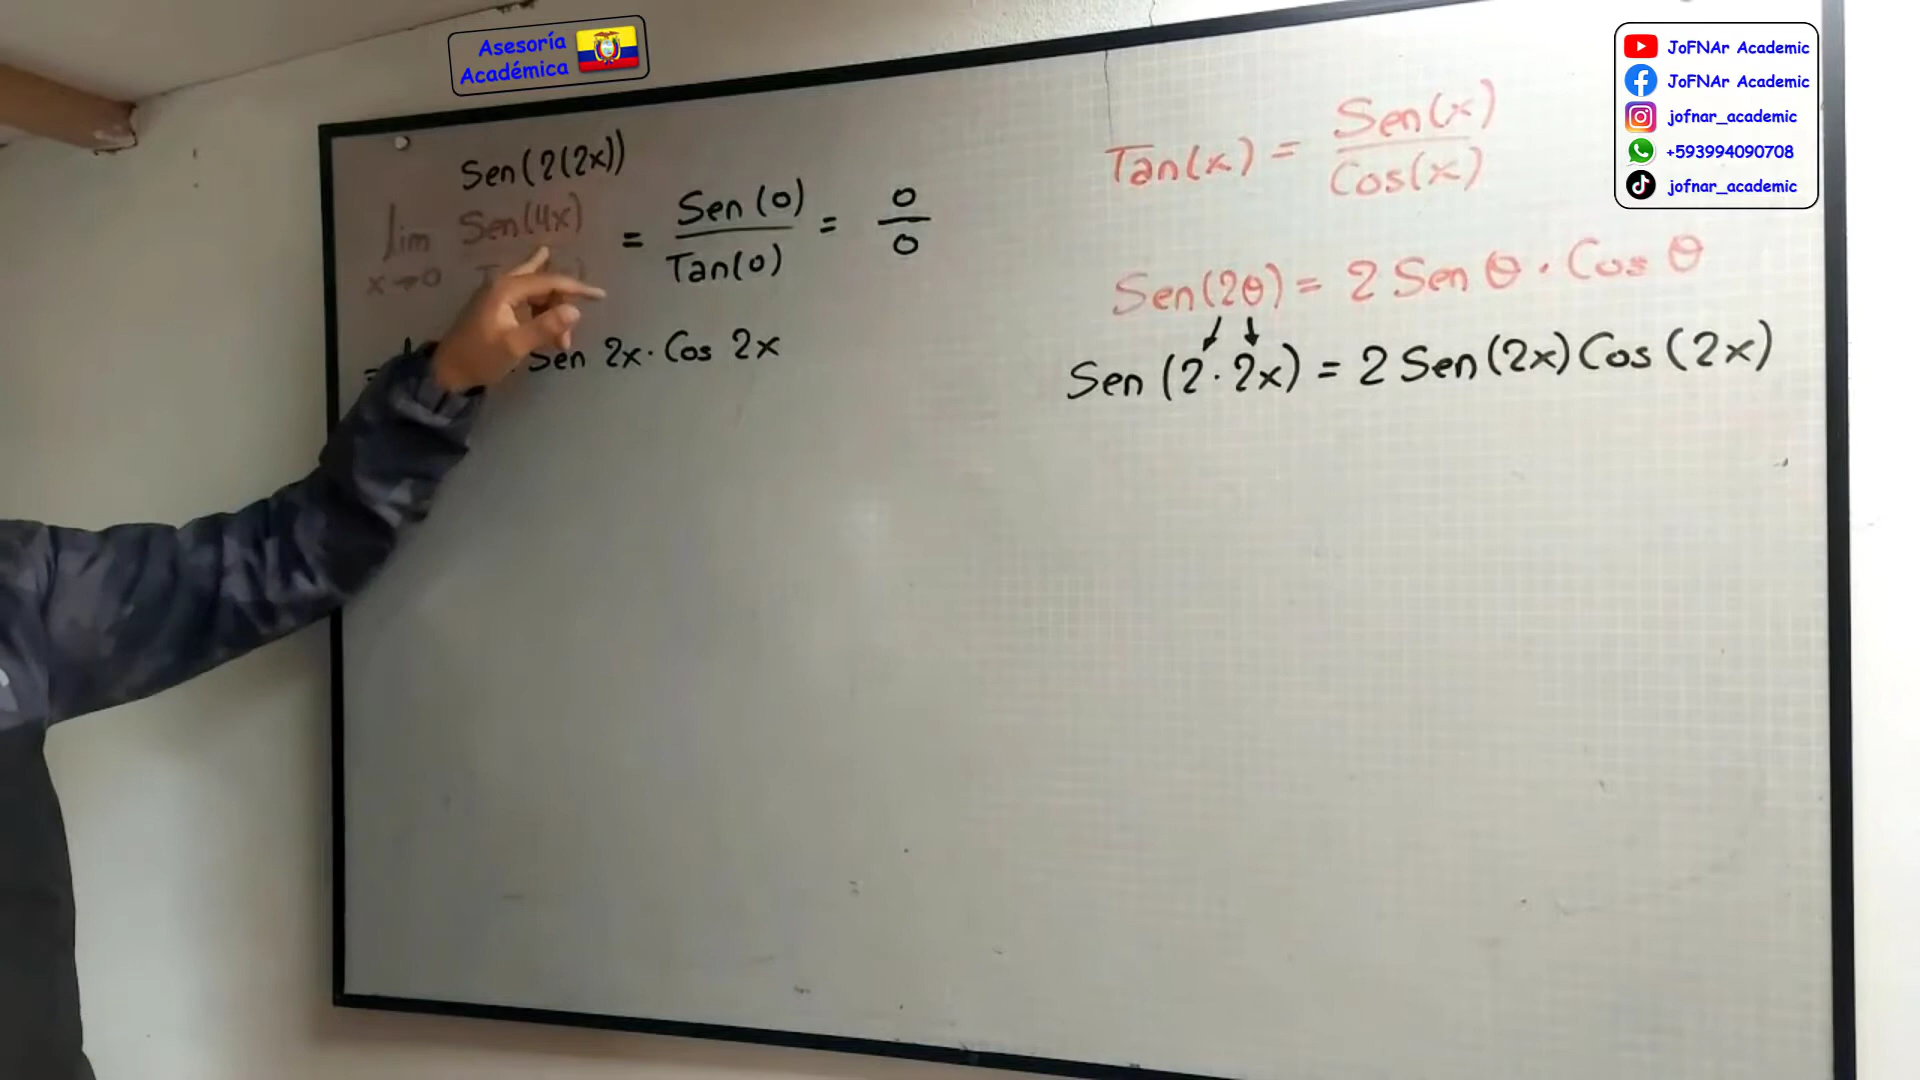 Asesoría
Académica
JoFNAr Academic
JoFNAr Academic
jofnar_academic
+593994090708
jofnar_academic
Sen(2(2x))
lim Sen(4x) = Sen(0) = 0
x→0 Tan(0) 0
= Sen 2x · Cos 2x
Tan(x) = Sen(x)
Cos(x)
Sen(2θ) = 2 Sen θ · Cos θ
Sen (2 · 2x) = 2 Sen(2x) Cos (2x)